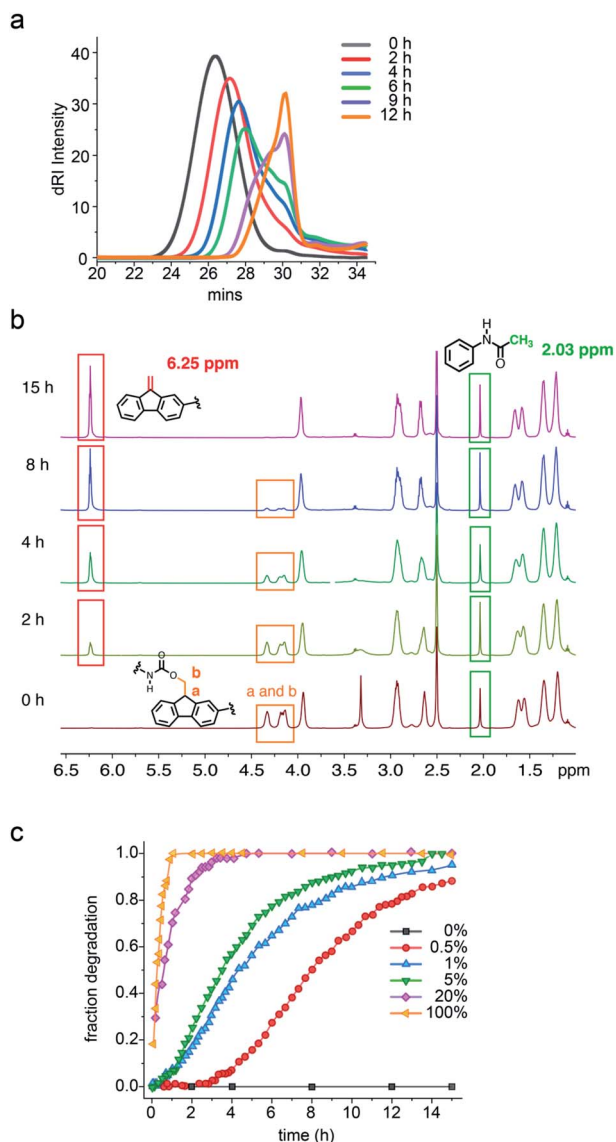 a
40
30
20
10
0
dRI Intensity
20 22 24 26 28 30 32 34
mins
0 h
2 h
4 h
6 h
9 h
12 h
b
6.25 ppm
H
N
CH3
O
2.03 ppm
15 h
8 h
4 h
2 h
0 h
O
N
H
O
b
a
a and b
6.5 6.0 5.5 5.0 4.5 4.0 3.5 3.0 2.5 2.0 1.5 ppm
c
1.0
0.8
0.6
0.4
0.2
0.0
fraction degradation
0 2 4 6 8 10 12 14
time (h)
0%
0.5%
1%
5%
20%
100%